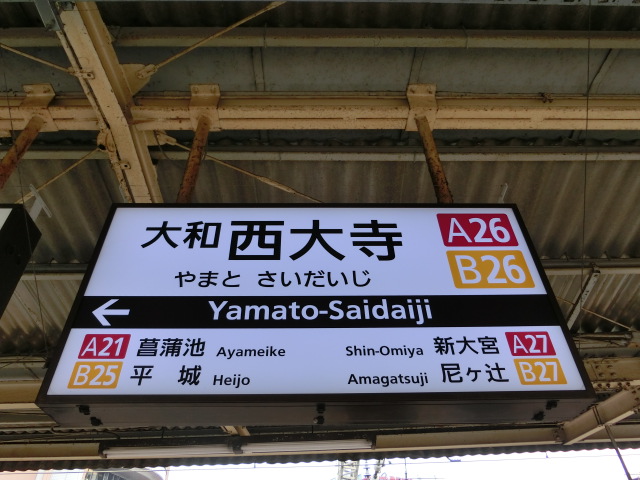 大和 西大寺 A26
やまと さいだいじ B26
← Yamato-Saidaiji
A21 菖蒲池 Ayameike Shin-Omiya 新大宮 A27
B25 平城 Heijo Amagatsuji 尼ヶ辻 B27